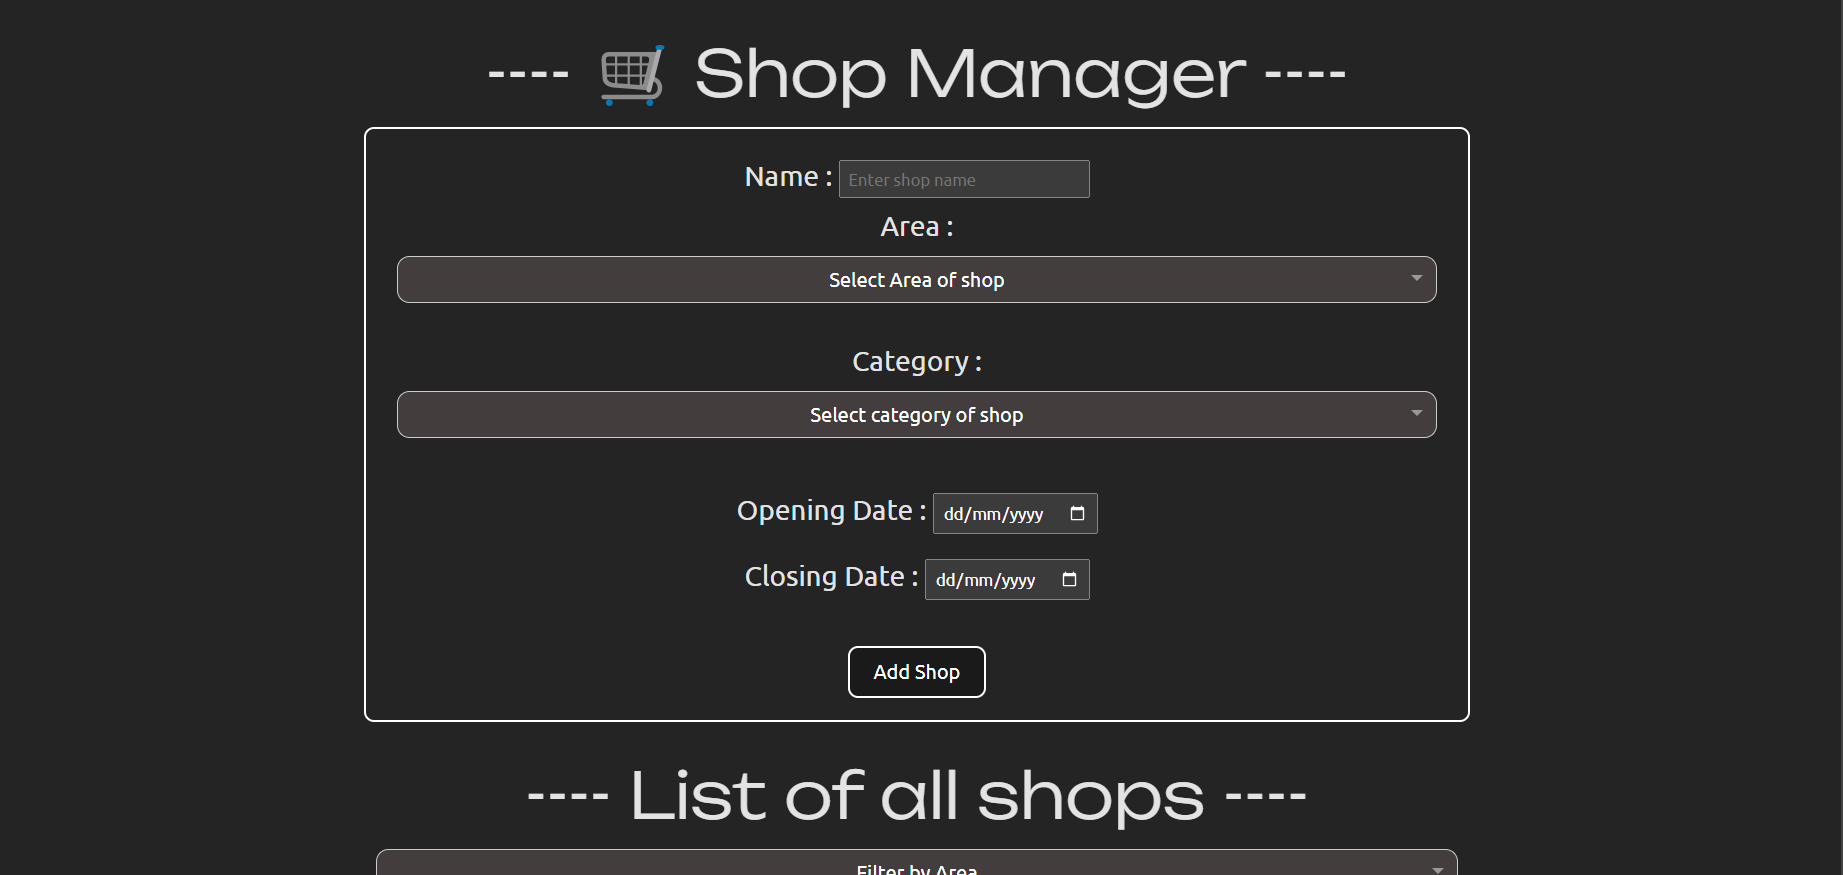 ---- 🛒 Shop Manager ----
Name : Enter shop name
Area :
Select Area of shop
Category :
Select category of shop
Opening Date : dd/mm/yyyy
Closing Date : dd/mm/yyyy
Add Shop
---- List of all shops ----
Filter by Area